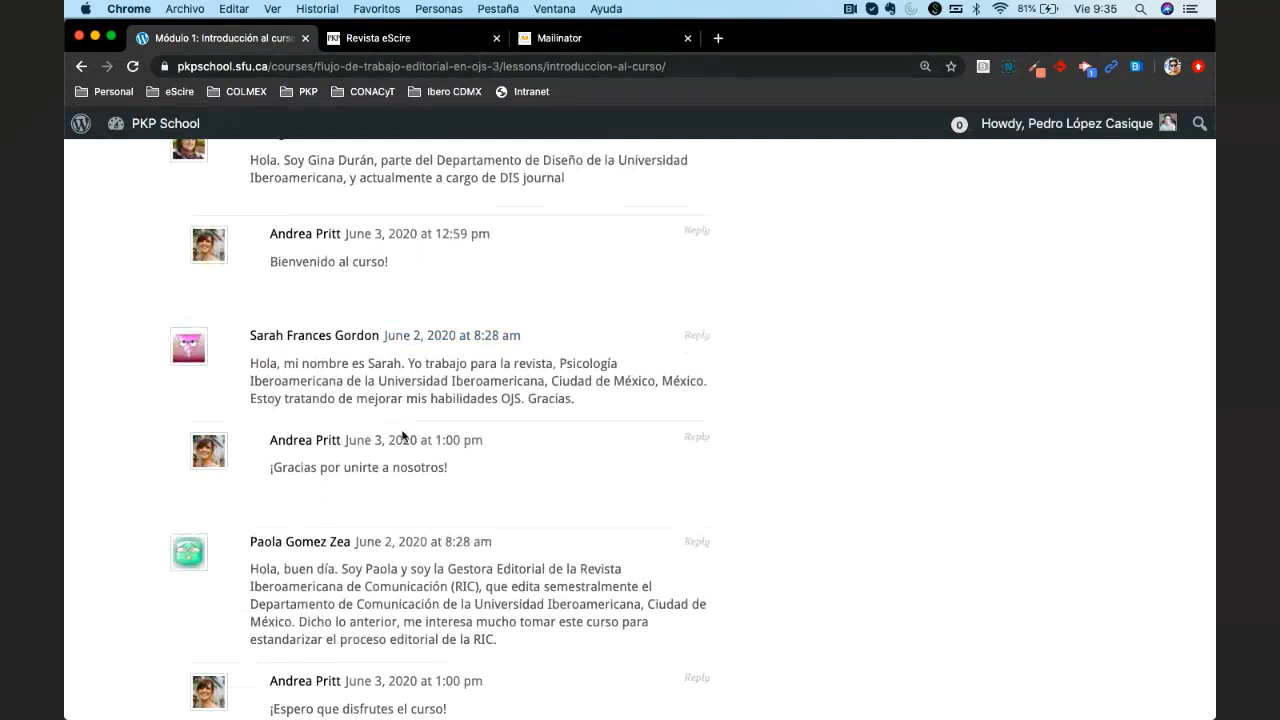 Chrome Archivo Editar Ver Historial Favoritos Personas Pestaña Ventana Ayuda 81% Vie 9:35
Módulo 1: Introducción al curso Revista eScire Mailinator
pkpschool.sfu.ca/courses/flujo-de-trabajo-editorial-en-ojs-3/lessons/introduccion-al-curso/
Personal eScire COLMEX PKP CONACyT Ibero CDMX Intranet
PKP School 0 Howdy, Pedro López Casique
Hola. Soy Gina Durán, parte del Departamento de Diseño de la Universidad
Iberoamericana, y actualmente a cargo de DIS journal
Andrea Pritt June 3, 2020 at 12:59 pm Reply
Bienvenido al curso!
Sarah Frances Gordon June 2, 2020 at 8:28 am Reply
Hola, mi nombre es Sarah. Yo trabajo para la revista, Psicología
Iberoamericana de la Universidad Iberoamericana, Ciudad de México, México.
Estoy tratando de mejorar mis habilidades OJS. Gracias.
Andrea Pritt June 3, 2020 at 1:00 pm Reply
¡Gracias por unirte a nosotros!
Paola Gomez Zea June 2, 2020 at 8:28 am Reply
Hola, buen día. Soy Paola y soy la Gestora Editorial de la Revista
Iberoamericana de Comunicación (RIC), que edita semestralmente el
Departamento de Comunicación de la Universidad Iberoamericana, Ciudad de
México. Dicho lo anterior, me interesa mucho tomar este curso para
estandarizar el proceso editorial de la RIC.
Andrea Pritt June 3, 2020 at 1:00 pm Reply
¡Espero que disfrutes el curso!